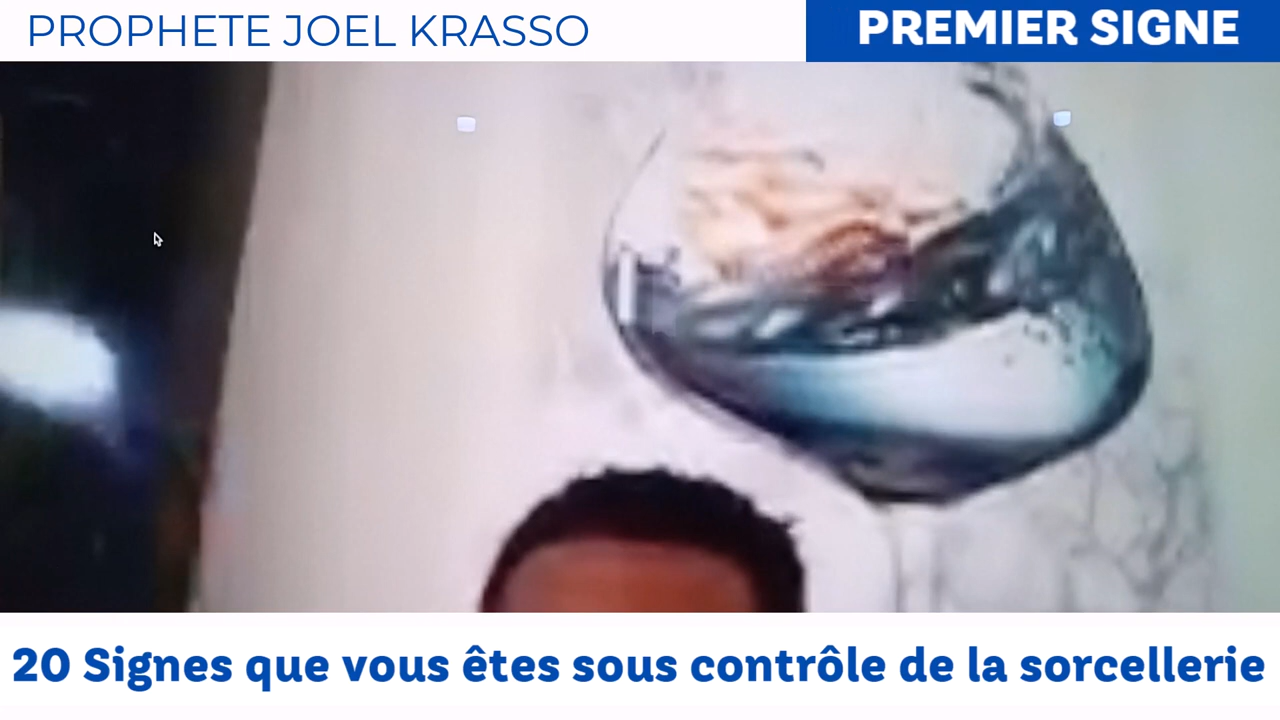 PROPHETE JOEL KRASSO
PREMIER SIGNE
20 Signes que vous êtes sous contrôle de la sorcellerie